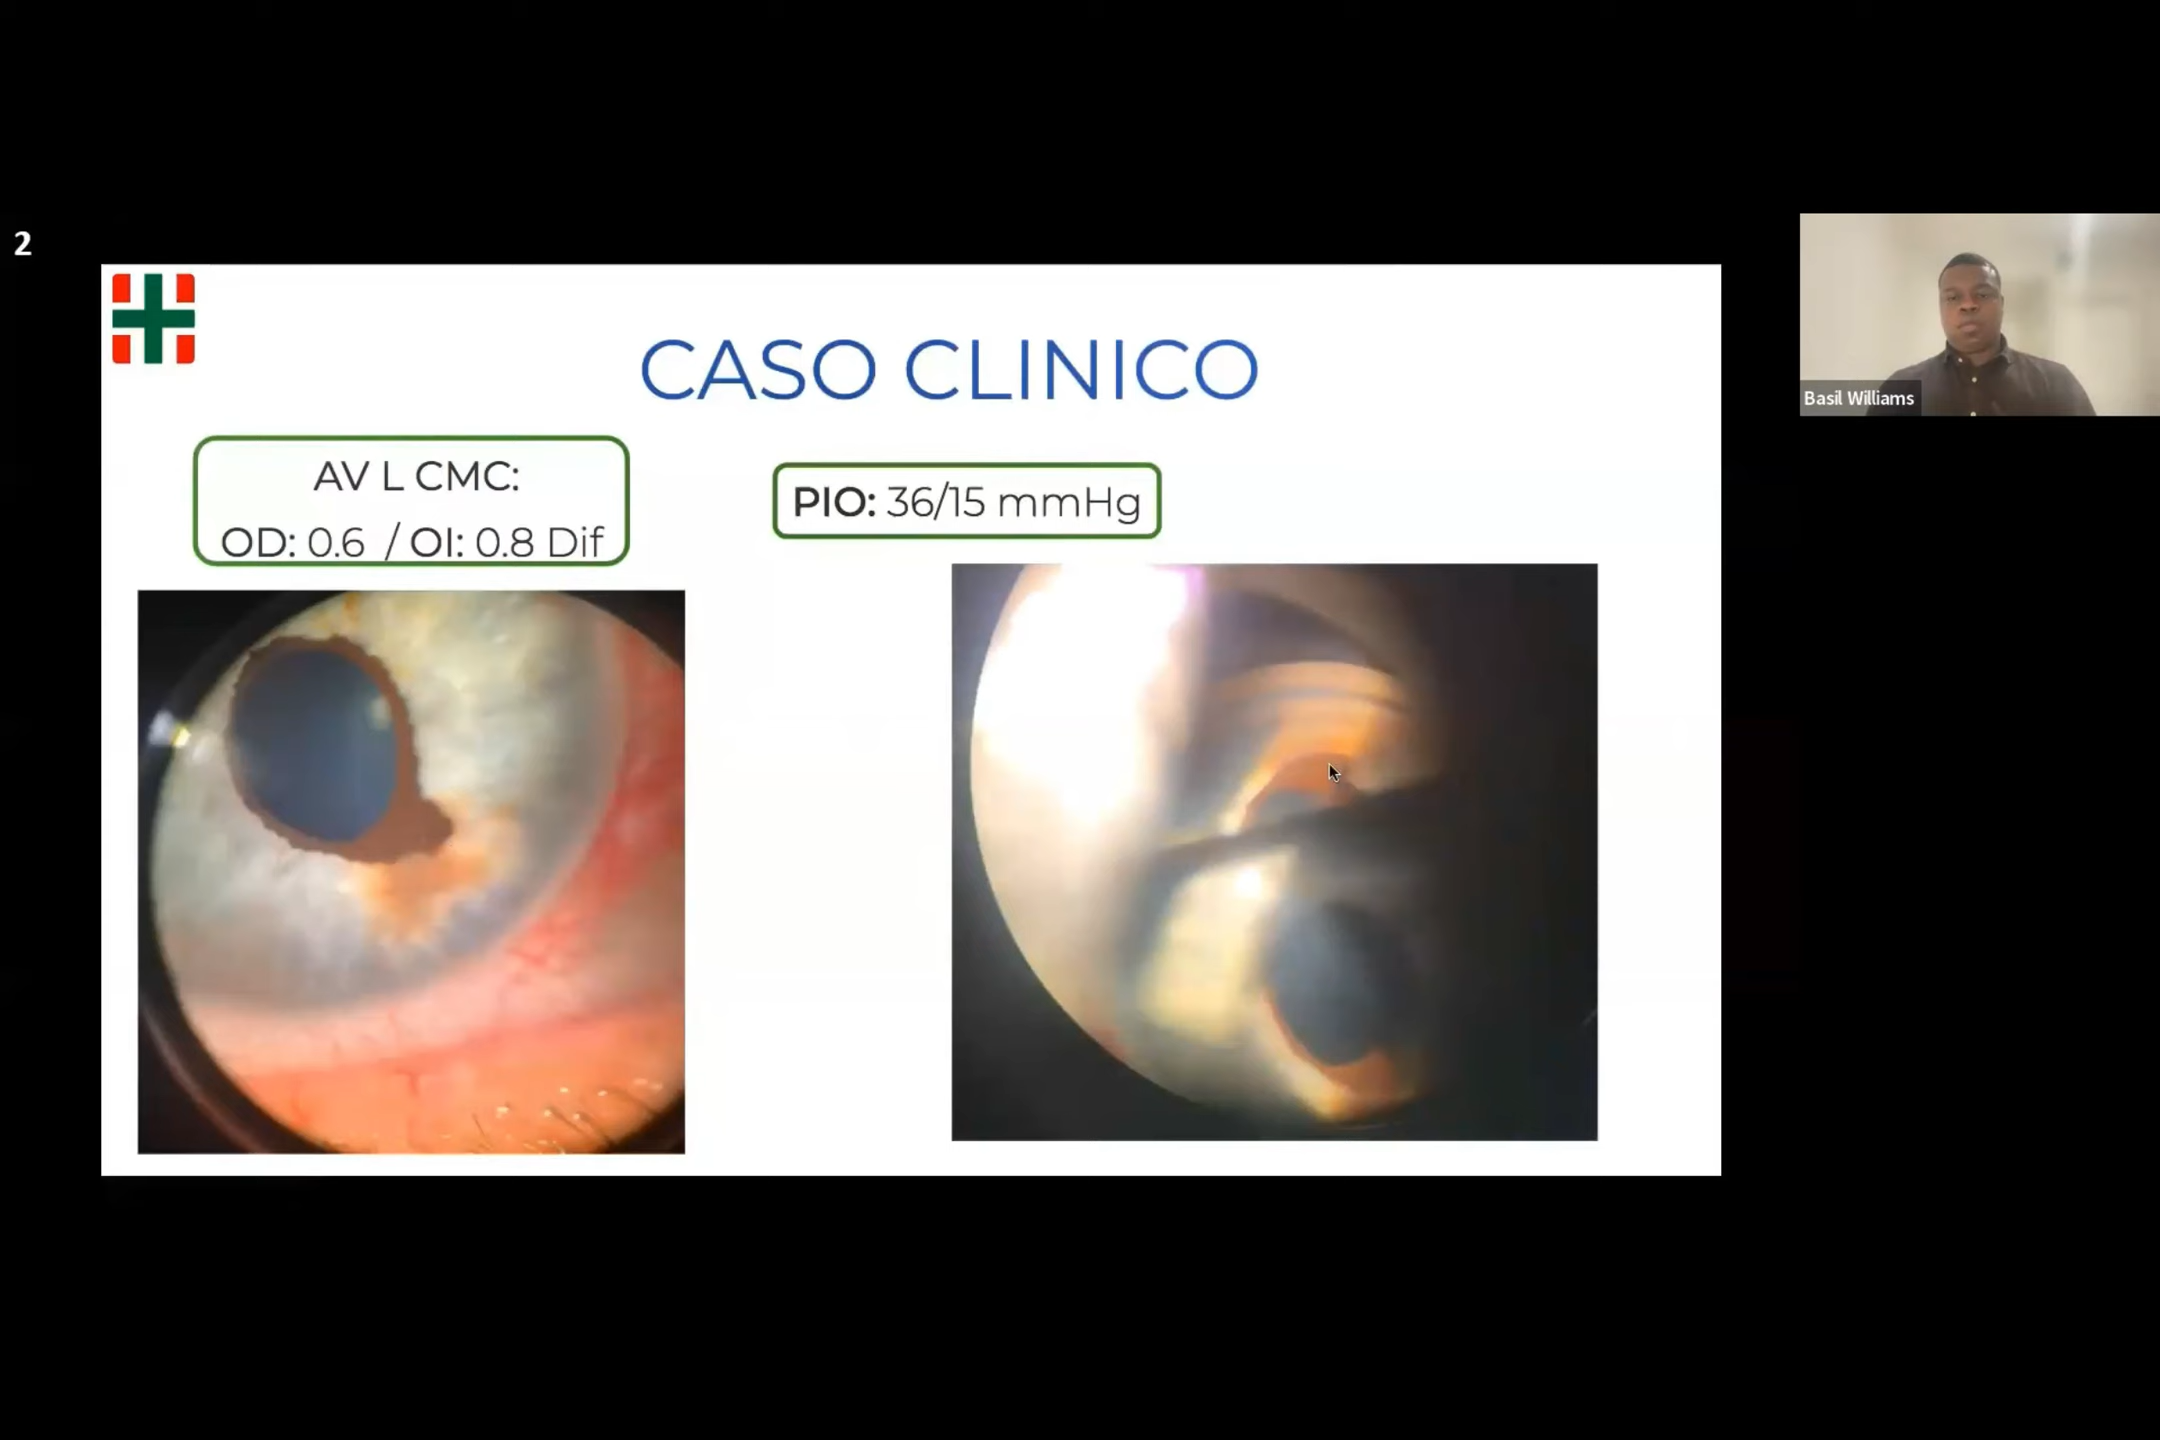 2
CASO CLINICO
AV L CMC:
OD: 0.6 / OI: 0.8 Dif
PIO: 36/15 mmHg
Basil Williams